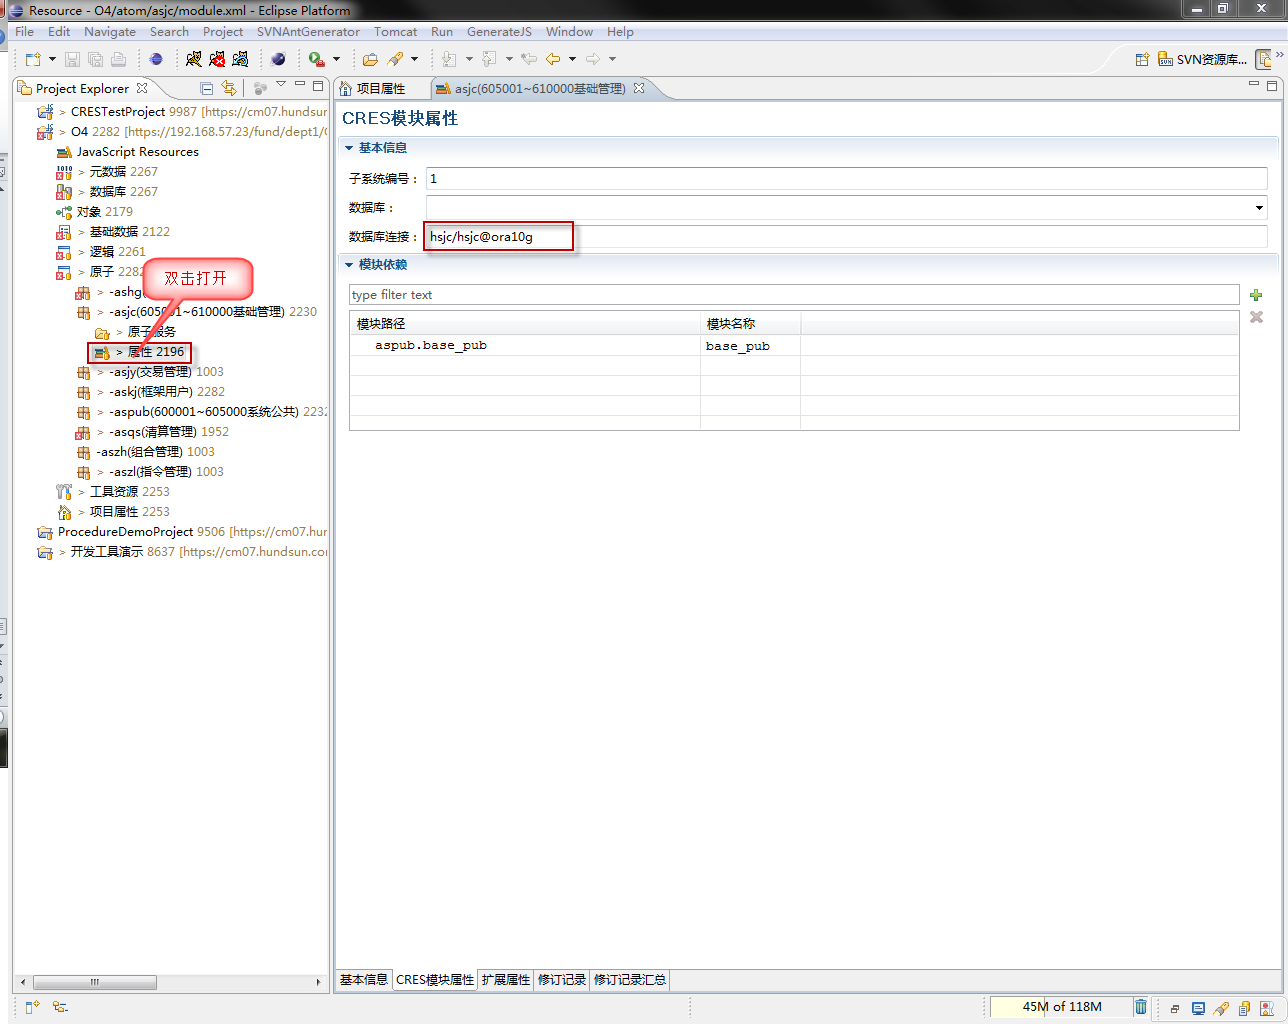 Resource - O4/atom/asjc/module.xml - Eclipse Platform
File Edit Navigate Search Project SVNAntGenerator Tomcat Run GenerateJS Window Help
SVN资源库...
Project Explorer
> CRESTestProject 9987 [https://cm07.hundsun
> O4 2282 [https://192.168.57.23/fund/dept1/
JavaScript Resources
> 元数据 2267
> 数据库 2267
对象 2179
> 基础数据 2122
> 逻辑 2261
> 原子 2282
双击打开
> -ashg(
> -asjc(605001~610000基础管理) 2230
> 原子服务
> 属性 2196
> -asjy(交易管理) 1003
> -askj(框架用户) 2282
> -aspub(600001~605000系统公共) 2232
> -asqs(清算管理) 1952
-aszh(组合管理) 1003
> -aszl(指令管理) 1003
> 工具资源 2253
> 项目属性 2253
ProcedureDemoProject 9506 [https://cm07.hur
> 开发工具演示 8637 [https://cm07.hundsun.co
项目属性
asjc(605001~610000基础管理)
CRES模块属性
基本信息
子系统编号： 1
数据库：
数据库连接： hsjc/hsjc@ora10g
模块依赖
type filter text
模块路径 模块名称
aspub.base_pub base_pub
基本信息 CRES模块属性 扩展属性 修订记录 修订记录汇总
45M of 118M